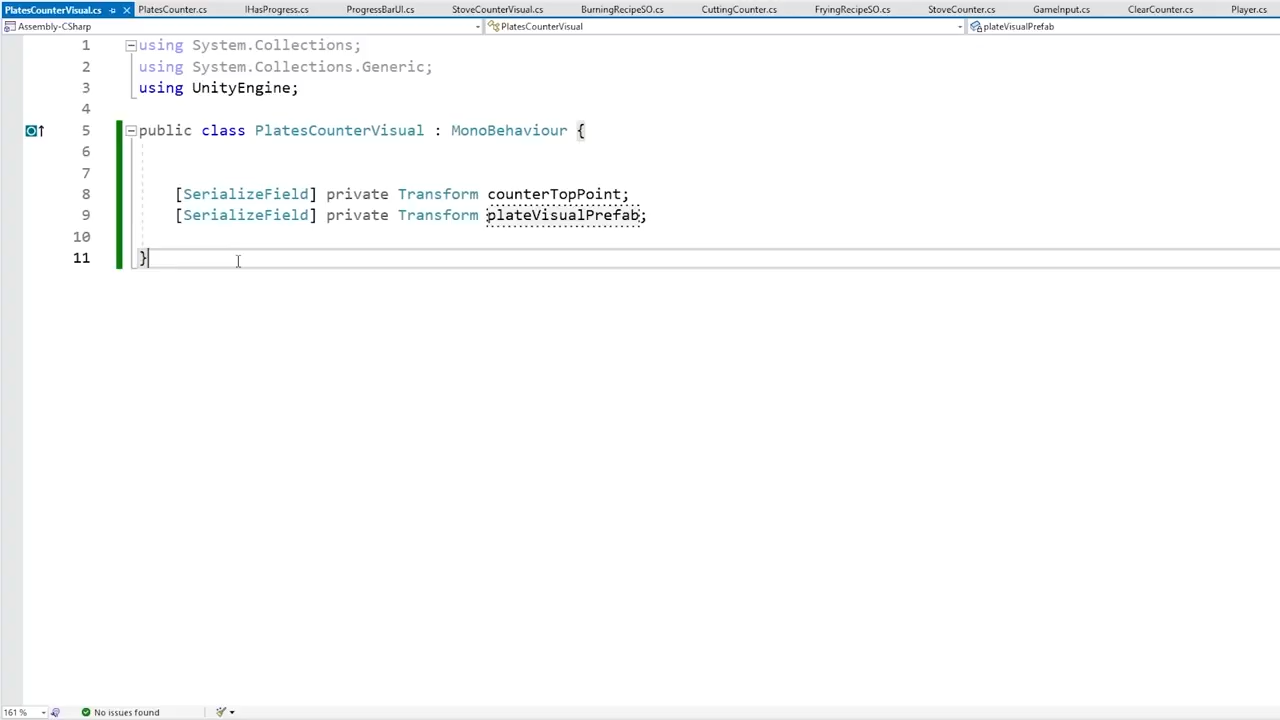 PlatesCounterVisual.cs PlatesCounter.cs IHasProgress.cs ProgressBarUI.cs StoveCounterVisual.cs BurningRecipeSO.cs CuttingCounter.cs FryingRecipeSO.cs StoveCounter.cs GameInput.cs ClearCounter.cs Player.cs
Assembly-CSharp PlatesCounterVisual plateVisualPrefab
1 using System.Collections;
2 using System.Collections.Generic;
3 using UnityEngine;
4
5 public class PlatesCounterVisual : MonoBehaviour {
6
7
8 [SerializeField] private Transform counterTopPoint;
9 [SerializeField] private Transform plateVisualPrefab;
10
11 }
161 % No issues found